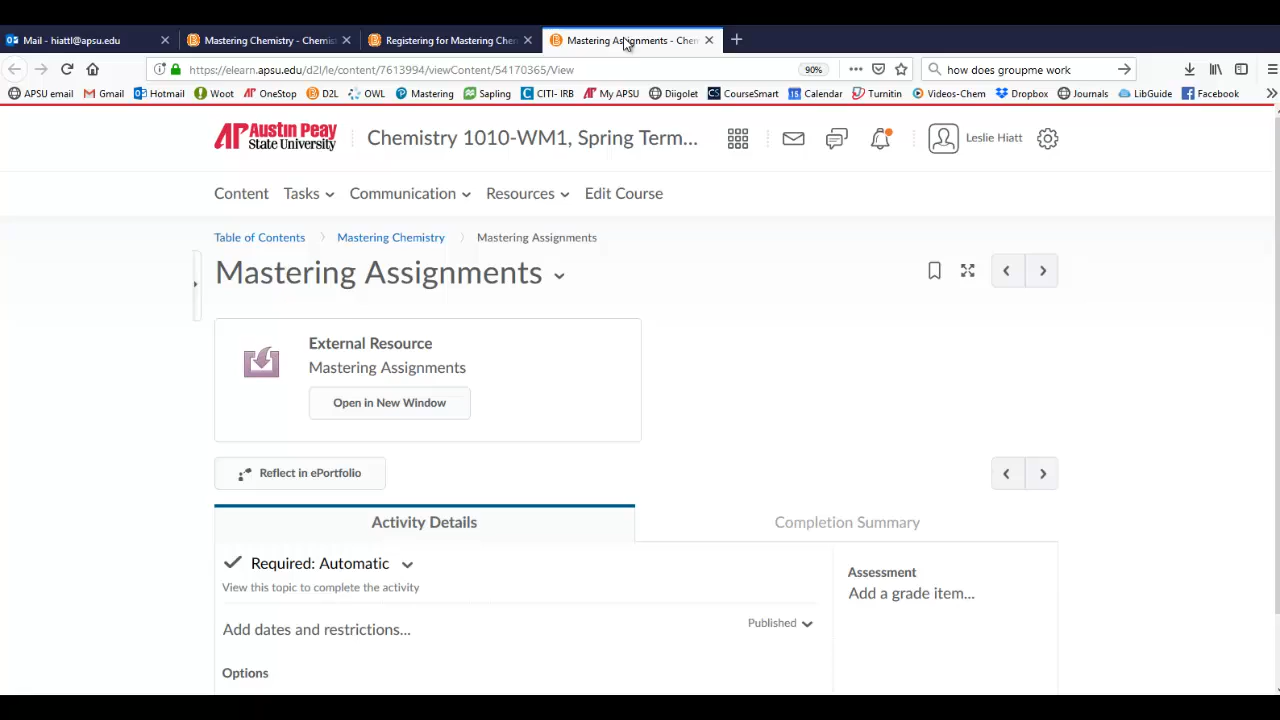 Mail - hiattl@apsu.edu
Mastering Chemistry - Chemis
Registering for Mastering Chem
Mastering Assignments - Chem
https://elearn.apsu.edu/d2l/le/content/7613994/viewContent/54170365/View
90%
how does groupme work
APSU email
Gmail
Hotmail
Woot
OneStop
D2L
OWL
Mastering
Sapling
CITI- IRB
My APSU
Diigolet
CourseSmart
Calendar
Turnitin
Videos-Chem
Dropbox
Journals
LibGuide
Facebook
AP Austin Peay
State University
Chemistry 1010-WM1, Spring Term...
Leslie Hiatt
Content
Tasks
Communication
Resources
Edit Course
Table of Contents
Mastering Chemistry
Mastering Assignments
Mastering Assignments
External Resource
Mastering Assignments
Open in New Window
Reflect in ePortfolio
Activity Details
Completion Summary
Required: Automatic
View this topic to complete the activity
Assessment
Add a grade item...
Add dates and restrictions...
Published
Options